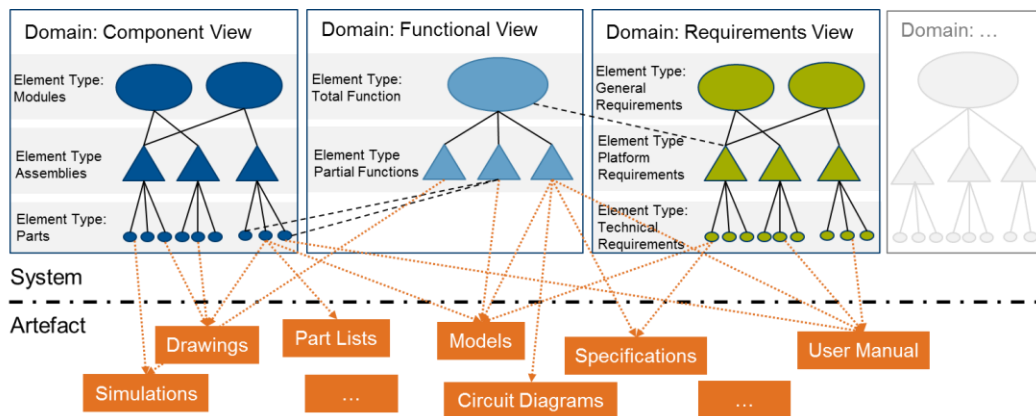 Domain: Component View
Element Type:
Modules
Element Type
Assemblies
Element Type:
Parts
Domain: Functional View
Element Type:
Total Function
Element Type
Partial Functions
Domain: Requirements View
Element Type:
General
Requirements
Element Type
Platform
Requirements
Element Type:
Technical
Requirements
Domain: ...
System
Artefact
Drawings
Part Lists
Models
Specifications
User Manual
Simulations
...
Circuit Diagrams
...